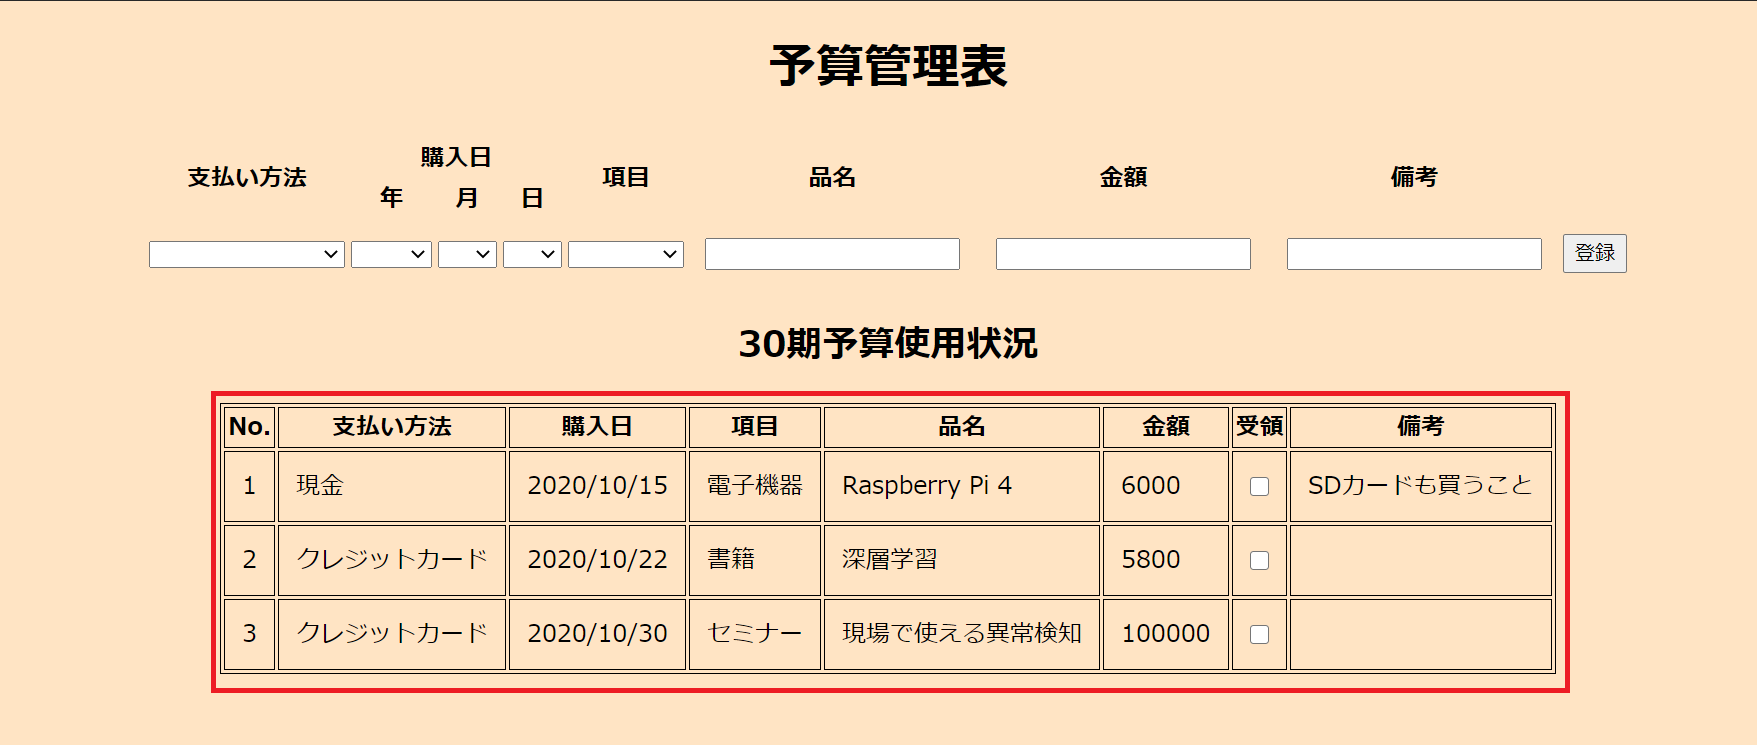 予算管理表
支払い方法 購入日 項目 品名 金額 備考
年 月 日
登録
30期予算使用状況
No. 支払い方法 購入日 項目 品名 金額 受領 備考
1 現金 2020/10/15 電子機器 Raspberry Pi 4 6000 SDカードも買うこと
2 クレジットカード 2020/10/22 書籍 深層学習 5800
3 クレジットカード 2020/10/30 セミナー 現場で使える異常検知 100000